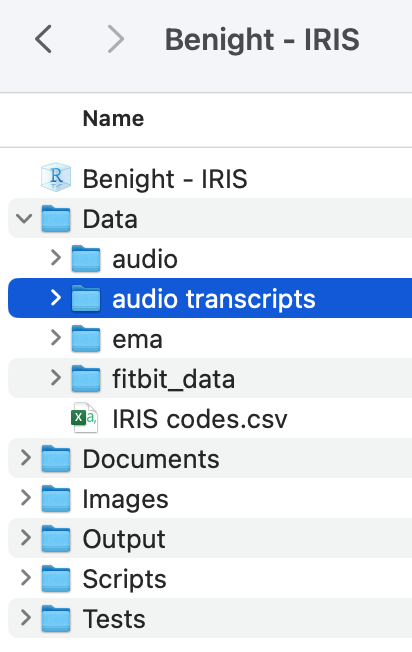 Benight - IRIS
Name
Benight - IRIS
Data
audio
audio transcripts
ema
fitbit_data
IRIS codes.csv
Documents
Images
Output
Scripts
Tests